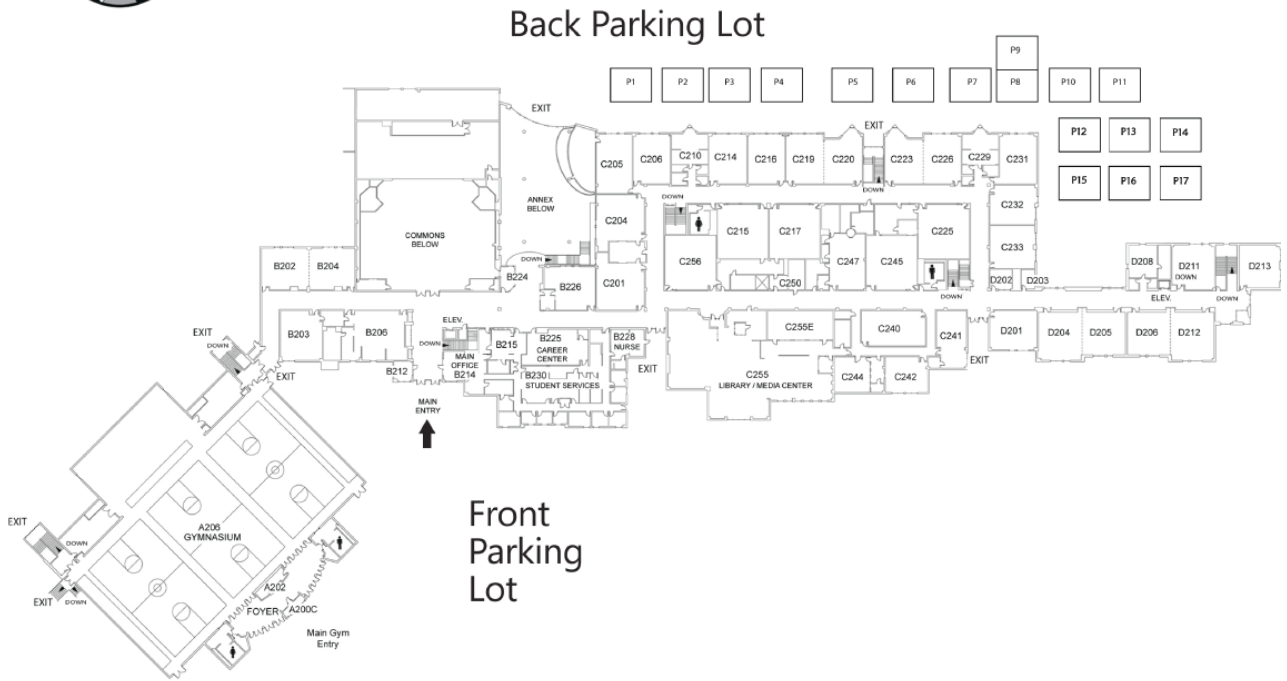 Back Parking Lot
P9
P1
P2
P3
P4
P5
P6
P7
P8
P10
P11
EXIT
EXIT
P12
P13
P14
C205
C206
C210
C214
C216
C219
C220
C223
C226
C229
C231
P15
P16
P17
DOWN
DOWN
ANNEX
BELOW
C204
C215
C217
C225
C232
COMMONS
BELOW
C233
B202
B204
DOWN
B224
B226
C201
C256
C250
C247
C245
DOWN
D202
D203
D208
D211
DOWN
D213
ELEV.
DOWN
EXIT
DOWN
B203
B206
ELEV.
DOWN
MAIN
OFFICE
B214
B215
B225
CAREER
CENTER
B228
NURSE
C255E
C240
C241
D201
D204
D205
D206
D212
EXIT
B212
B230
STUDENT SERVICES
EXIT
C255
LIBRARY / MEDIA CENTER
C244
C242
EXIT
MAIN
ENTRY
A206
GYMNASIUM
Front
Parking
Lot
EXIT
DOWN
EXIT
DOWN
A202
FOYER
A200C
Main Gym
Entry